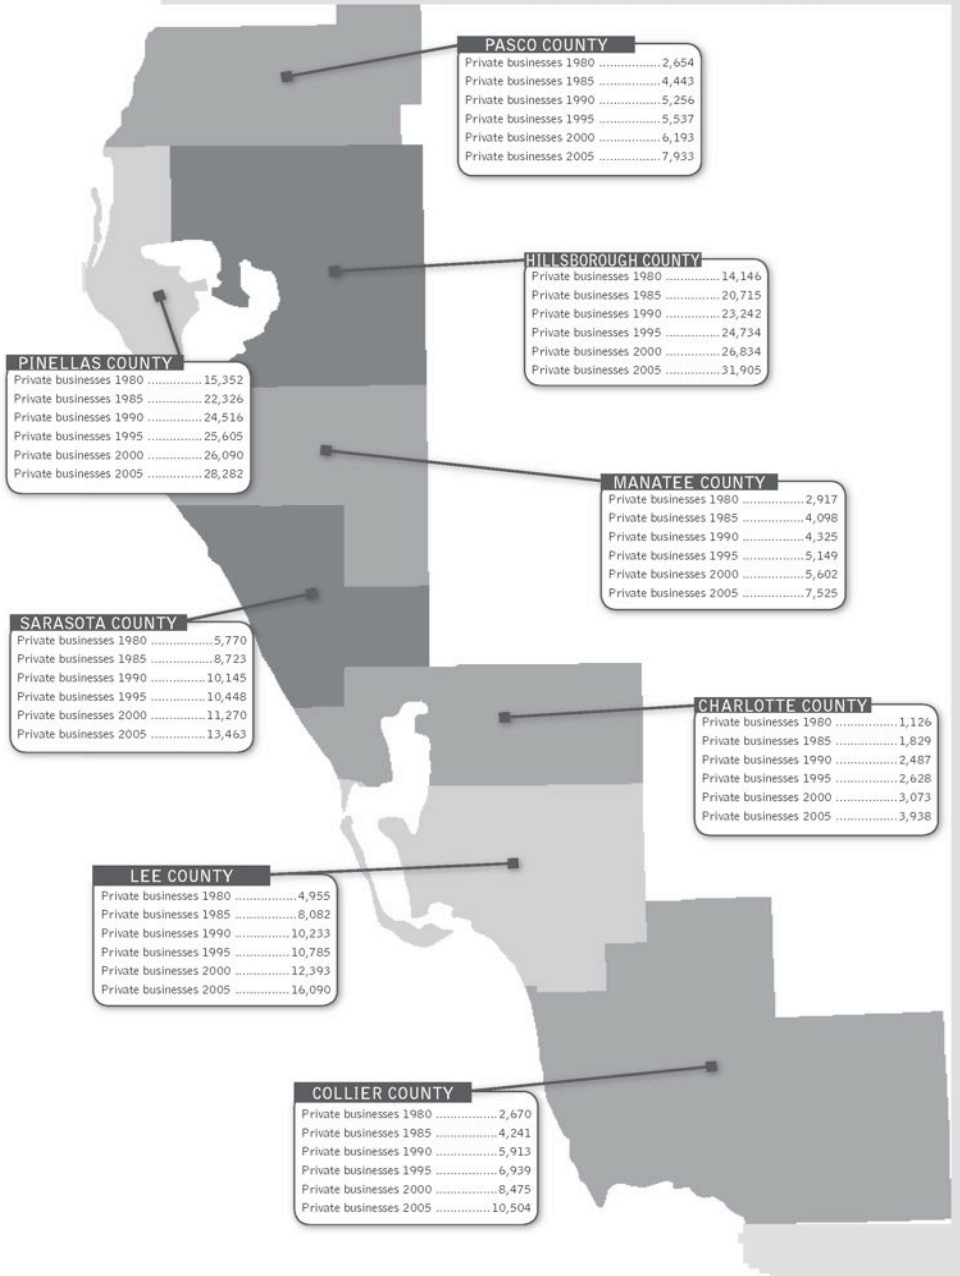 PASCO COUNTY
Private businesses 1980 .................2,654
Private businesses 1985 .................4,443
Private businesses 1990 .................5,256
Private businesses 1995 .................5,537
Private businesses 2000 .................6,193
Private businesses 2005 .................7,933
HILLSBOROUGH COUNTY
Private businesses 1980 ...............14,146
Private businesses 1985 ...............20,715
Private businesses 1990 ...............23,242
Private businesses 1995 ...............24,734
Private businesses 2000 ...............26,834
Private businesses 2005 ...............31,905
PINELLAS COUNTY
Private businesses 1980 ...............15,352
Private businesses 1985 ...............22,326
Private businesses 1990 ...............24,516
Private businesses 1995 ...............25,605
Private businesses 2000 ...............26,090
Private businesses 2005 ...............28,282
MANATEE COUNTY
Private businesses 1980 .................2,917
Private businesses 1985 .................4,098
Private businesses 1990 .................4,325
Private businesses 1995 .................5,149
Private businesses 2000 .................5,602
Private businesses 2005 .................7,525
SARASOTA COUNTY
Private businesses 1980 .................5,770
Private businesses 1985 .................8,723
Private businesses 1990 ...............10,145
Private businesses 1995 ...............10,448
Private businesses 2000 ...............11,270
Private businesses 2005 ...............13,463
CHARLOTTE COUNTY
Private businesses 1980 .................1,126
Private businesses 1985 .................1,829
Private businesses 1990 .................2,487
Private businesses 1995 .................2,628
Private businesses 2000 .................3,073
Private businesses 2005 .................3,938
LEE COUNTY
Private businesses 1980 .................4,955
Private businesses 1985 .................8,082
Private businesses 1990 ...............10,233
Private businesses 1995 ...............10,785
Private businesses 2000 ...............12,393
Private businesses 2005 ...............16,090
COLLIER COUNTY
Private businesses 1980 .................2,670
Private businesses 1985 .................4,241
Private businesses 1990 .................5,913
Private businesses 1995 .................6,939
Private businesses 2000 .................8,475
Private businesses 2005 ...............10,504